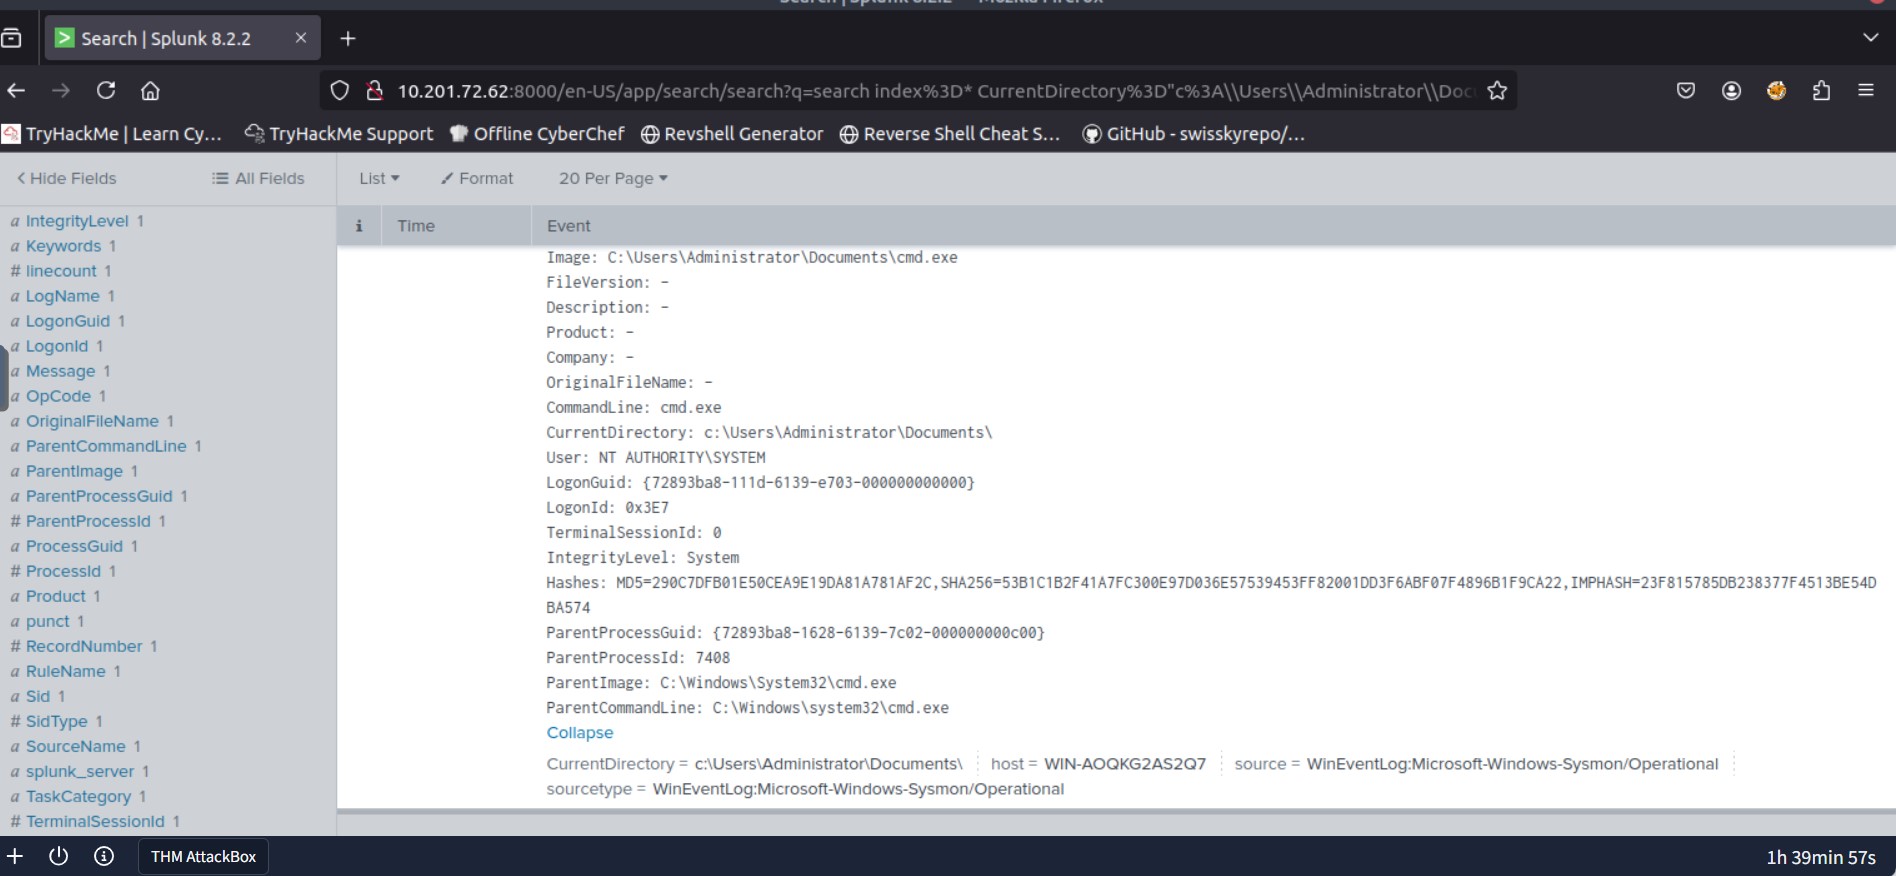 Search | Splunk 8.2.2 — Mozilla Firefox
Search | Splunk 8.2.2
10.201.72.62:8000/en-US/app/search/search?q=search index%3D* CurrentDirectory%3D"c%3A\\Users\\Administrator\\Doc
TryHackMe | Learn Cy...
TryHackMe Support
Offline CyberChef
Revshell Generator
Reverse Shell Cheat S...
GitHub - swisskyrepo/...
Hide Fields
All Fields
List
Format
20 Per Page
i
Time
Event
a IntegrityLevel 1
a Keywords 1
# linecount 1
a LogName 1
a LogonGuid 1
a LogonId 1
a Message 1
a OpCode 1
a OriginalFileName 1
a ParentCommandLine 1
a ParentImage 1
a ParentProcessGuid 1
# ParentProcessId 1
a ProcessGuid 1
# ProcessId 1
a Product 1
a punct 1
# RecordNumber 1
a RuleName 1
a Sid 1
# SidType 1
a SourceName 1
a splunk_server 1
a TaskCategory 1
# TerminalSessionId 1
Image: C:\Users\Administrator\Documents\cmd.exe
FileVersion: -
Description: -
Product: -
Company: -
OriginalFileName: -
CommandLine: cmd.exe
CurrentDirectory: c:\Users\Administrator\Documents\
User: NT AUTHORITY\SYSTEM
LogonGuid: {72893ba8-111d-6139-e703-000000000000}
LogonId: 0x3E7
TerminalSessionId: 0
IntegrityLevel: System
Hashes: MD5=290C7DFB01E50CEA9E19DA81A781AF2C,SHA256=53B1C1B2F41A7FC300E97D036E57539453FF82001DD3F6ABF07F4896B1F9CA22,IMPHASH=23F815785DB238377F4513BE54D
BA574
ParentProcessGuid: {72893ba8-1628-6139-7c02-000000000c00}
ParentProcessId: 7408
ParentImage: C:\Windows\System32\cmd.exe
ParentCommandLine: C:\Windows\system32\cmd.exe
Collapse
CurrentDirectory = c:\Users\Administrator\Documents\ host = WIN-AOQKG2AS2Q7 source = WinEventLog:Microsoft-Windows-Sysmon/Operational
sourcetype = WinEventLog:Microsoft-Windows-Sysmon/Operational
THM AttackBox
1h 39min 57s